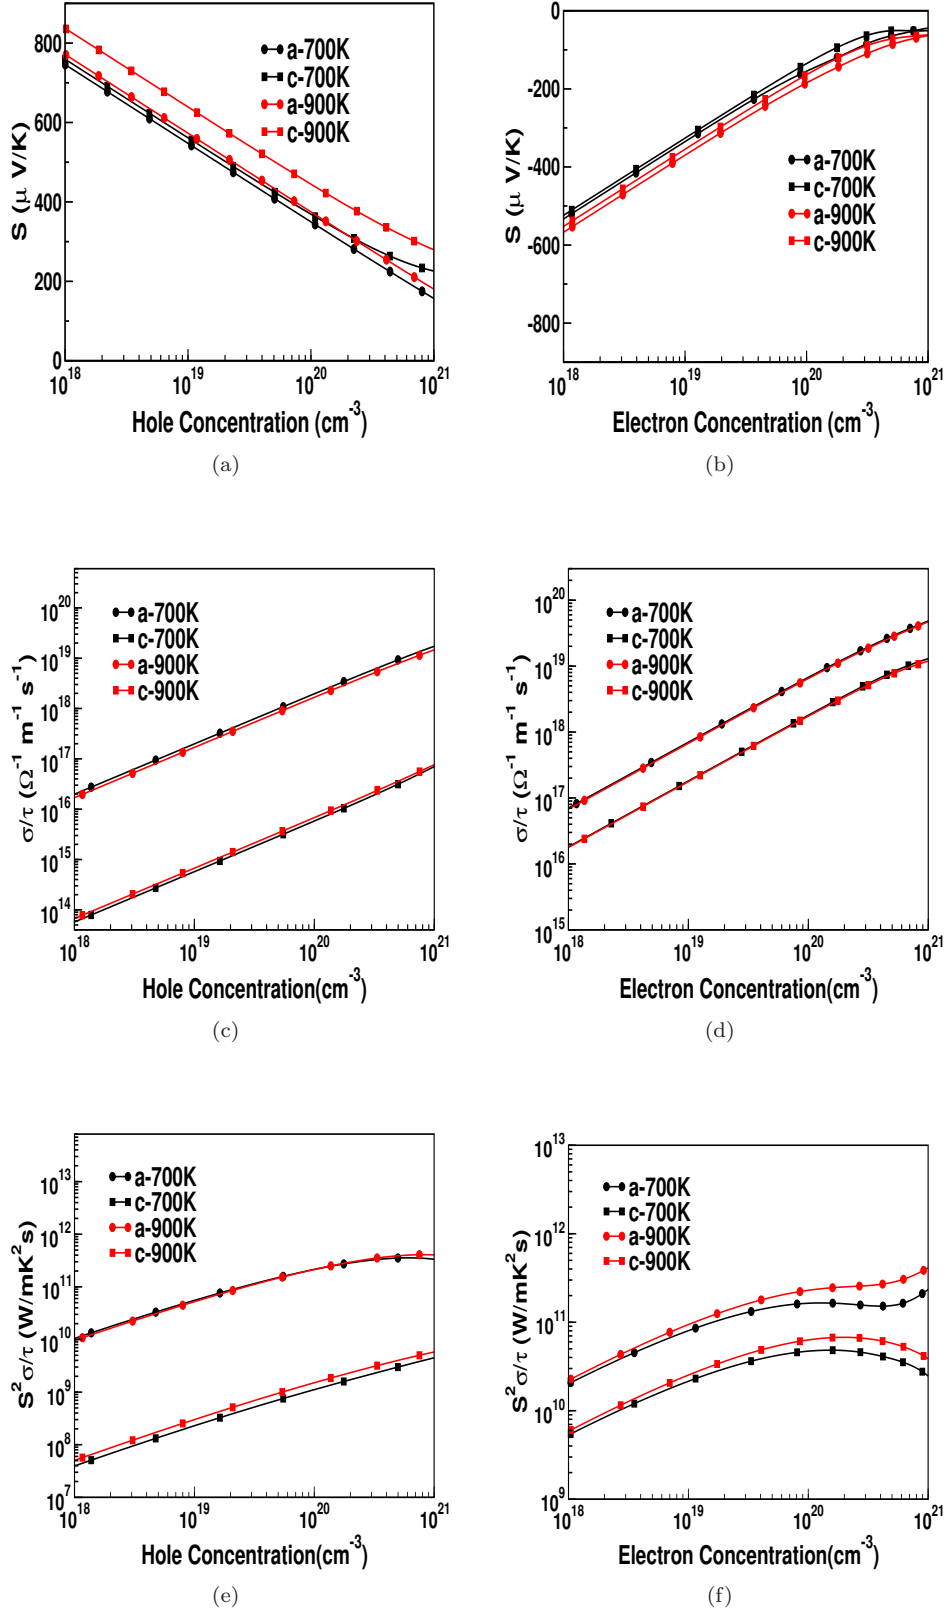 800
600
400
200
0
S (μ V/K)
a-700K
c-700K
a-900K
c-900K
10^18 10^19 10^20 10^21
Hole Concentration (cm^-3)
(a)
0
-200
-400
-600
-800
S (μ V/K)
a-700K
c-700K
a-900K
c-900K
10^18 10^19 10^20 10^21
Electron Concentration (cm^-3)
(b)
10^20
10^19
10^18
10^17
10^16
10^15
10^14
σ/τ (Ω^-1 m^-1 s^-1)
a-700K
c-700K
a-900K
c-900K
10^18 10^19 10^20 10^21
Hole Concentration(cm^-3)
(c)
10^20
10^19
10^18
10^17
10^16
10^15
σ/τ (Ω^-1 m^-1 s^-1)
a-700K
c-700K
a-900K
c-900K
10^18 10^19 10^20 10^21
Electron Concentration(cm^-3)
(d)
10^13
10^12
10^11
10^10
10^9
10^8
10^7
S^2σ/τ (W/mK^2s)
a-700K
c-700K
a-900K
c-900K
10^18 10^19 10^20 10^21
Hole Concentration(cm^-3)
(e)
10^13
10^12
10^11
10^10
10^9
S^2σ/τ (W/mK^2s)
a-700K
c-700K
a-900K
c-900K
10^18 10^19 10^20 10^21
Electron Concentration(cm^-3)
(f)